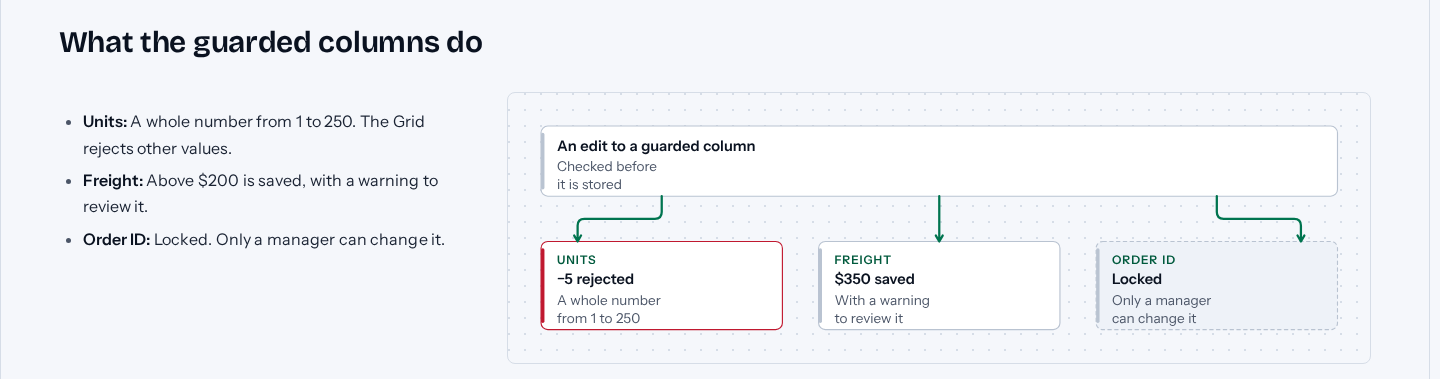 What the guarded columns do
• Units: A whole number from 1 to 250. The Grid
rejects other values.
• Freight: Above $200 is saved, with a warning to
review it.
• Order ID: Locked. Only a manager can change it.
An edit to a guarded column
Checked before
it is stored
UNITS
−5 rejected
A whole number
from 1 to 250
FREIGHT
$350 saved
With a warning
to review it
ORDER ID
Locked
Only a manager
can change it